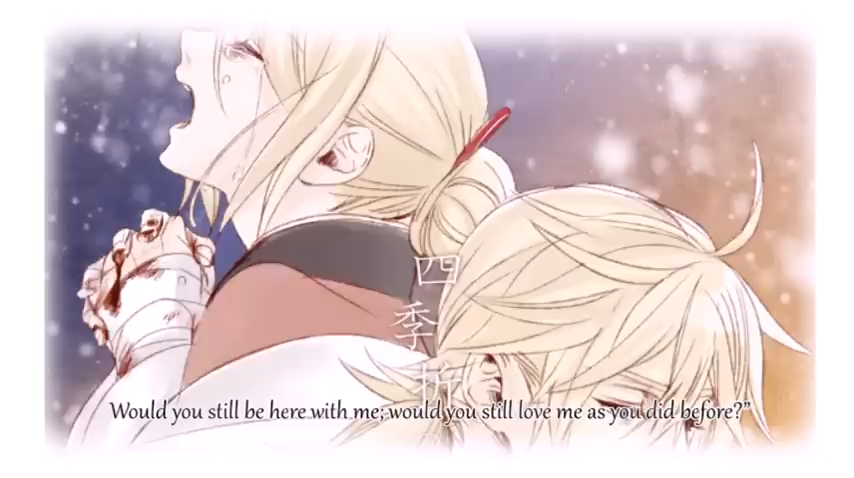 四季折
Would you still be here with me; would you still love me as you did before?”